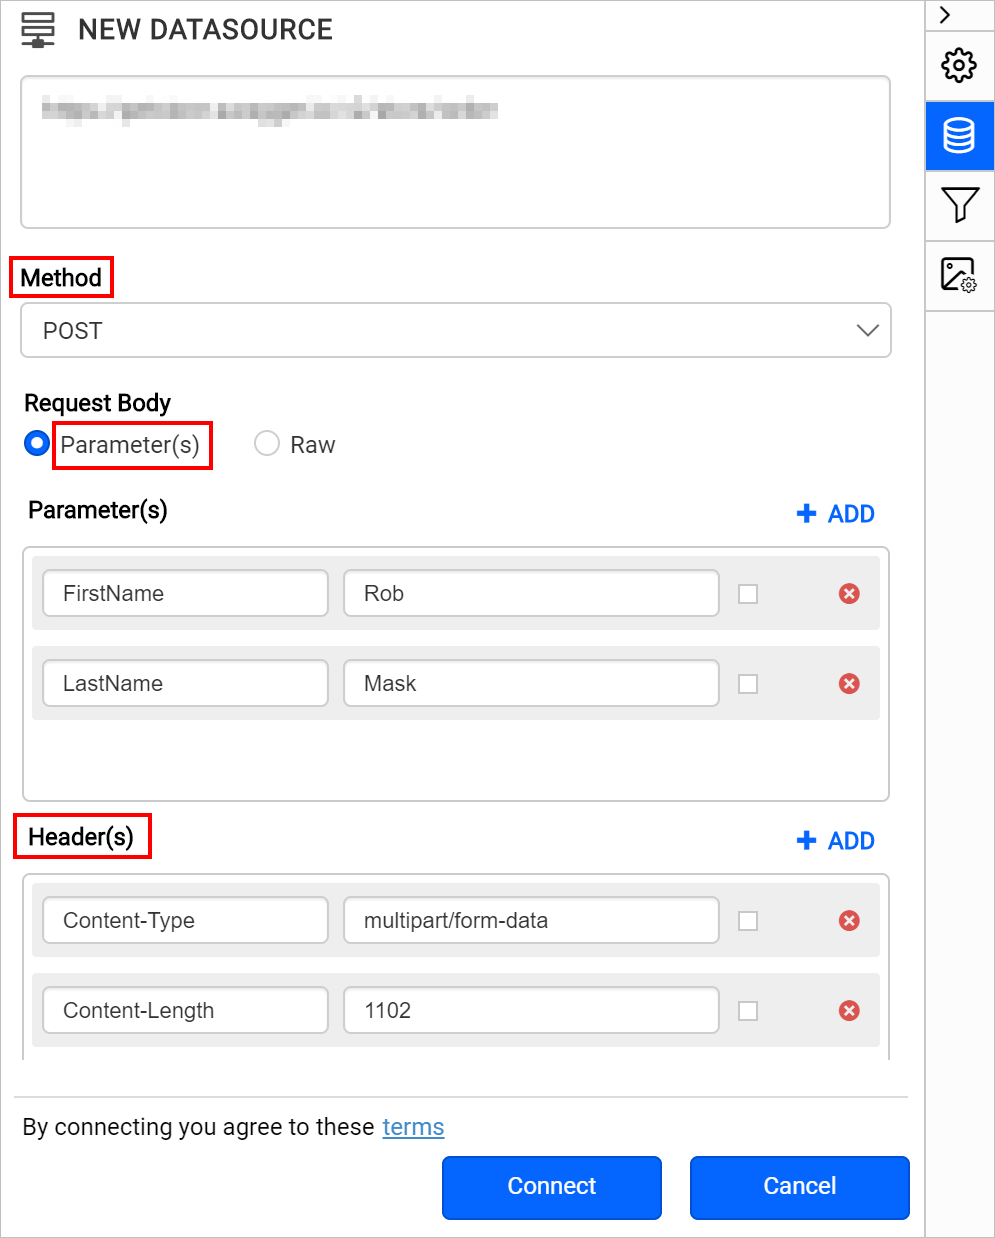 NEW DATASOURCE
Method
POST
Request Body
Parameter(s) Raw
Parameter(s) ADD
FirstName Rob
LastName Mask
Header(s) ADD
Content-Type multipart/form-data
Content-Length 1102
By connecting you agree to these terms
Connect Cancel